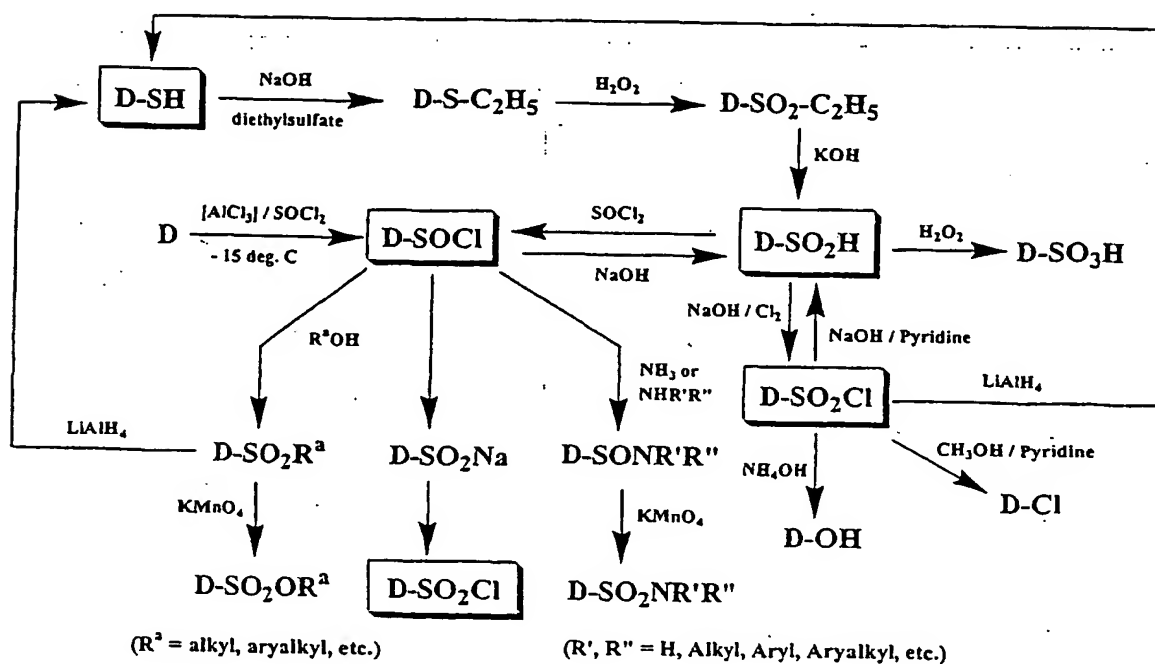 D-SH
NaOH
diethylsulfate
D-S-C₂H₅
H₂O₂
D-SO₂-C₂H₅
KOH
D
[AlCl₃] / SOCl₂
- 15 deg. C
D-SOCl
SOCl₂
NaOH
D-SO₂H
H₂O₂
D-SO₃H
NaOH / Cl₂
NaOH / Pyridine
RᵃOH
NH₃ or
NHR'R"
D-SO₂Cl
LiAlH₄
LiAlH₄
D-SO₂Rᵃ
D-SO₂Na
D-SONR'R"
NH₄OH
CH₃OH / Pyridine
D-Cl
KMnO₄
KMnO₄
D-OH
D-SO₂ORᵃ
D-SO₂Cl
D-SO₂NR'R"
(Rᵃ = alkyl, aryalkyl, etc.)
(R', R" = H, Alkyl, Aryl, Aryalkyl, etc.)